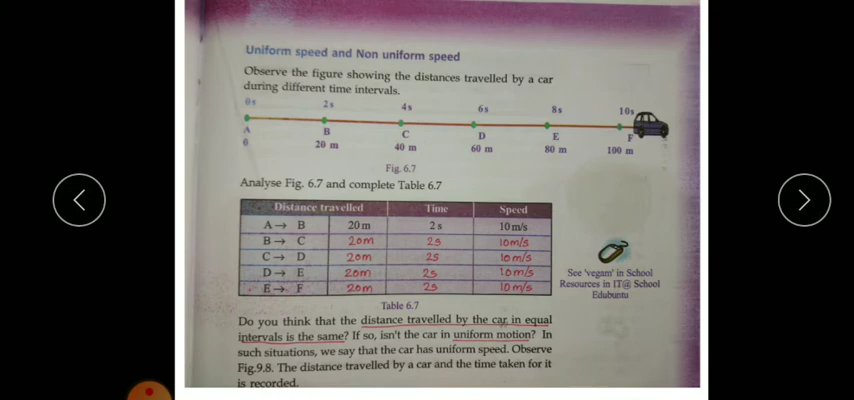 Uniform speed and Non uniform speed
Observe the figure showing the distances travelled by a car
during different time intervals.
0s 2s 4s 6s 8s 10s
A B C D E F
0 20 m 40 m 60 m 80 m 100 m
Fig. 6.7
Analyse Fig. 6.7 and complete Table 6.7
Distance travelled Time Speed
A→ B 20 m 2 s 10 m/s
B→ C 20m 2s 10m/s
C→ D 20m 2s 10m/s
D→ E 20m 2s 10m/s
E→ F 20m 2s 10m/s
See 'vegam' in School
Resources in IT@ School
Edubuntu
Table 6.7
Do you think that the distance travelled by the car in equal
intervals is the same? If so, isn't the car in uniform motion? In
such situations, we say that the car has uniform speed. Observe
Fig.9.8. The distance travelled by a car and the time taken for it
is recorded.